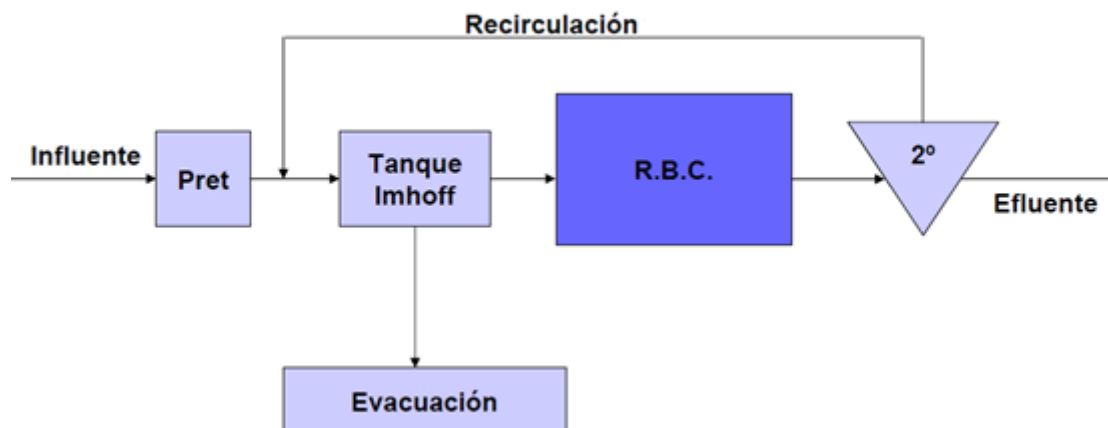 Recirculación
Influente
Pret
Tanque
Imhoff
R.B.C.
2º
Efluente
Evacuación